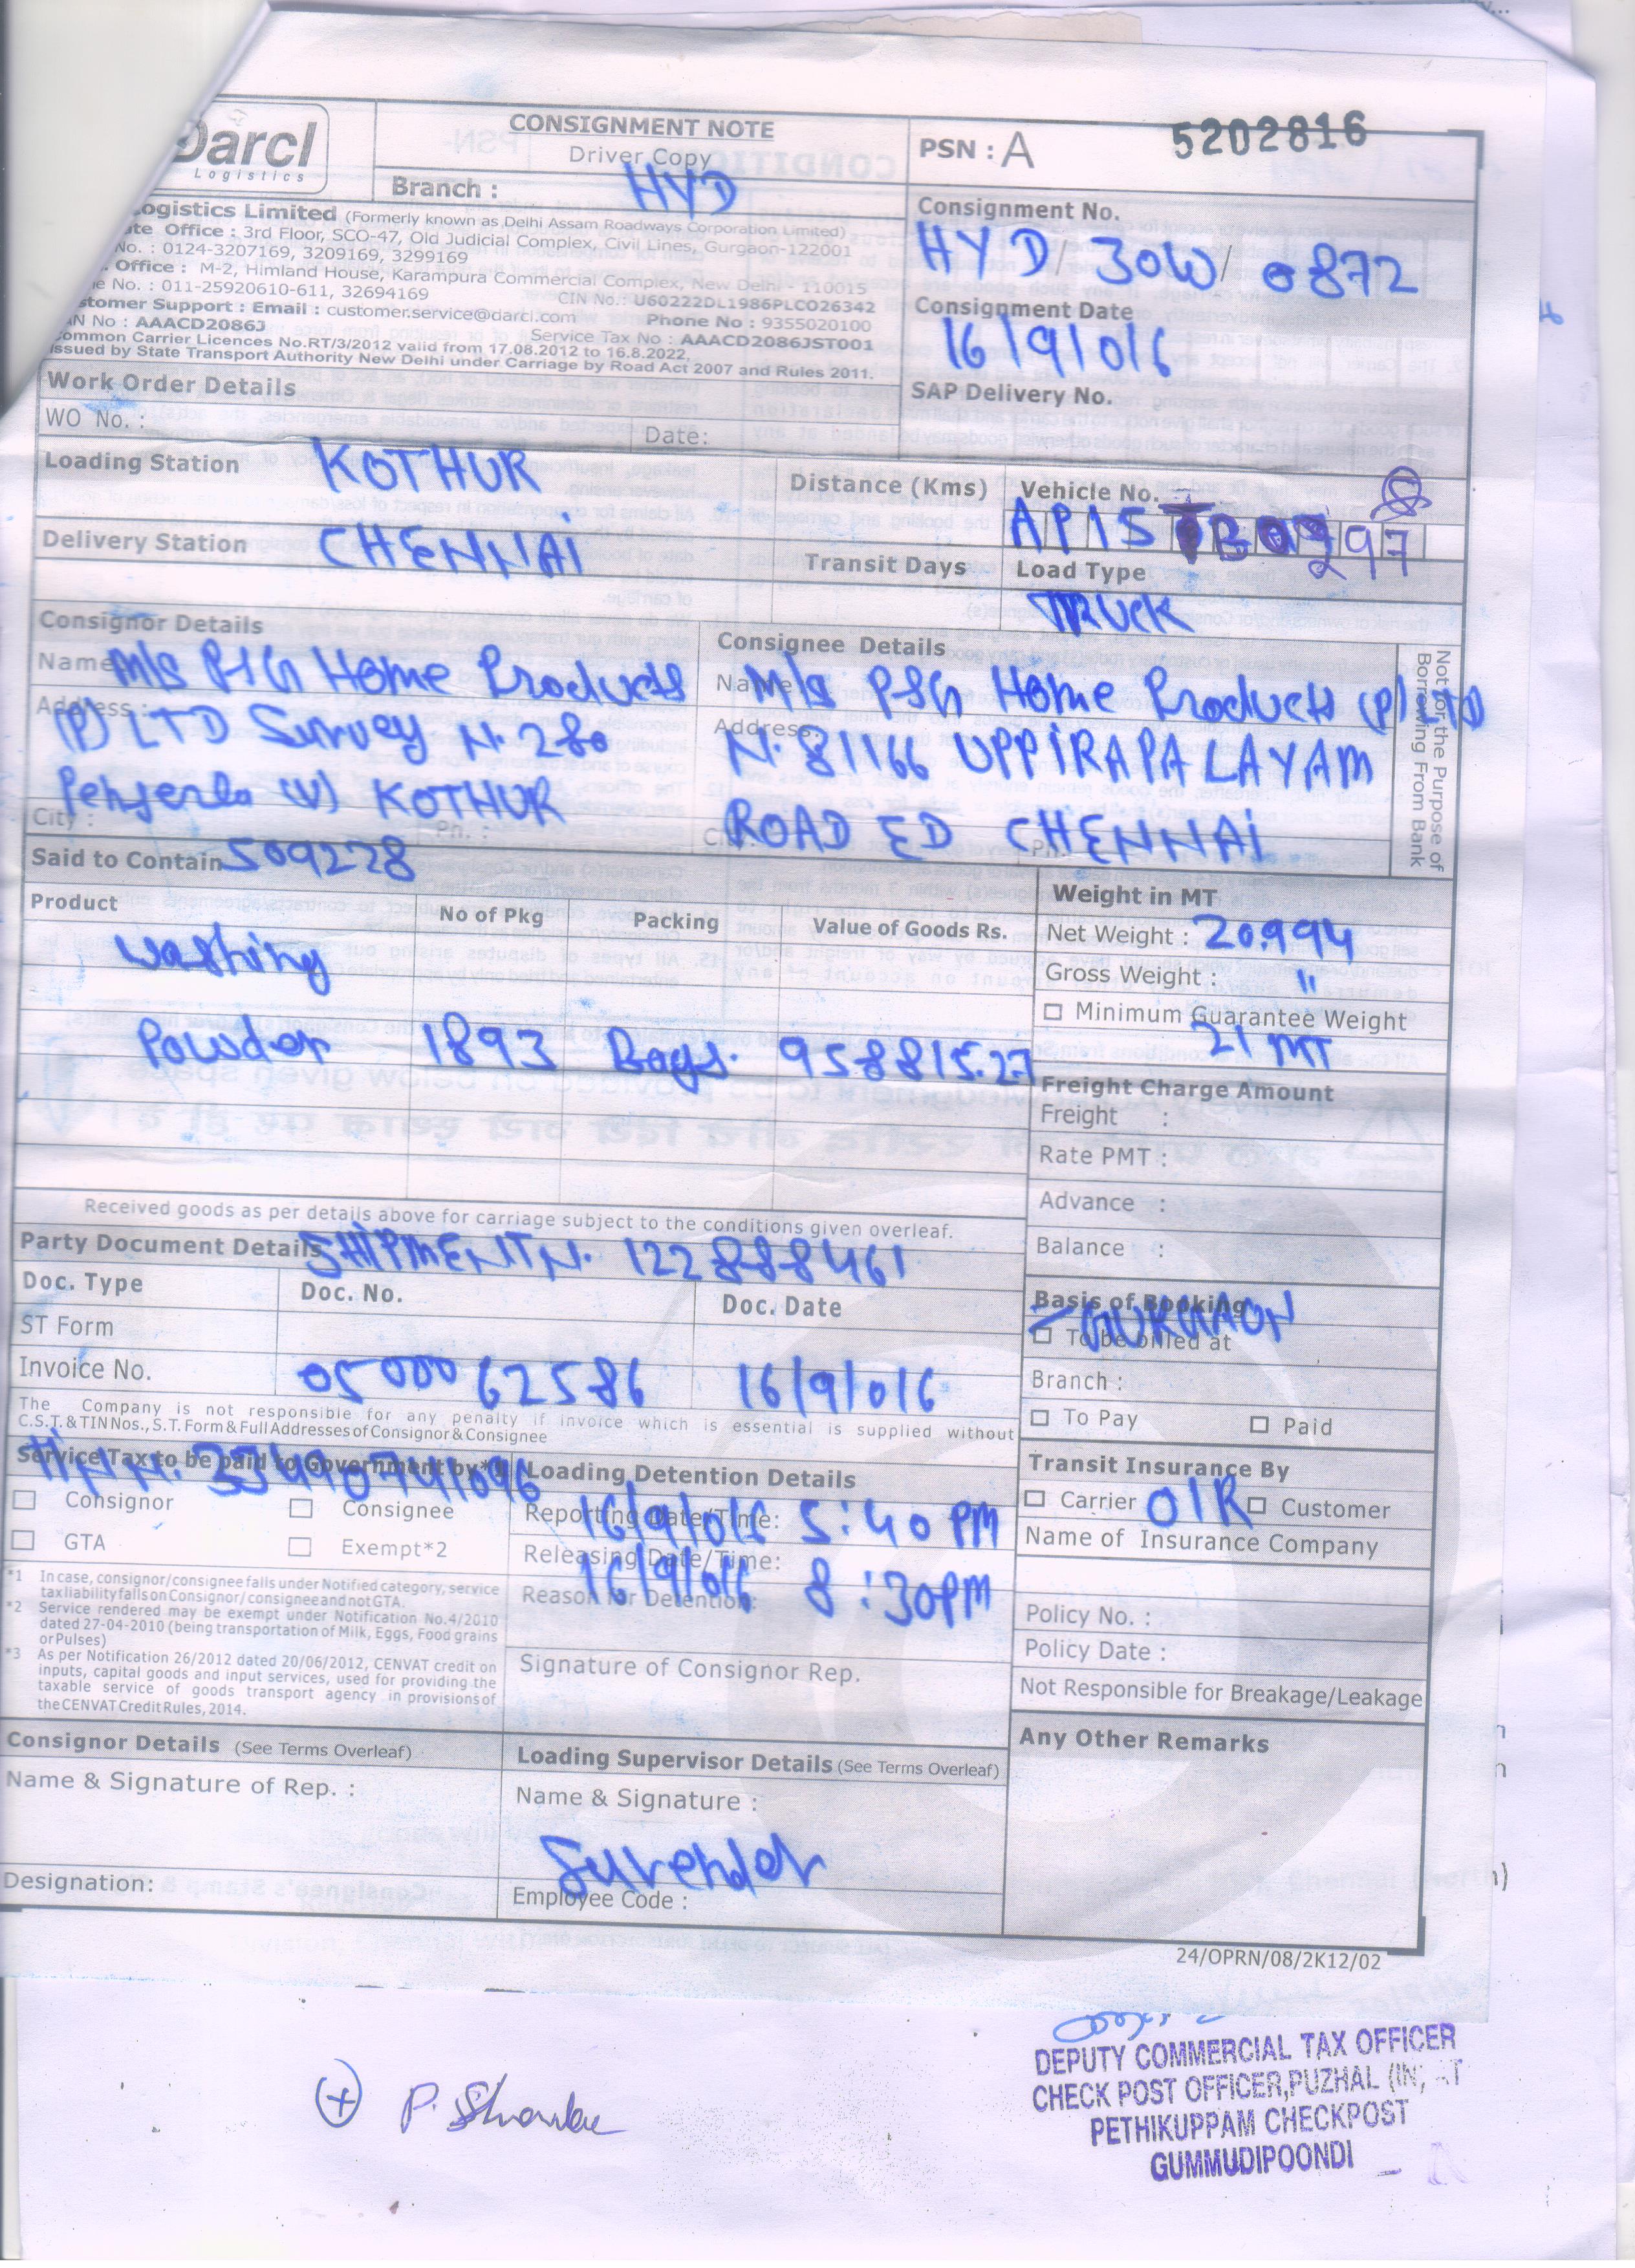 Darcl
Logistics
CONSIGNMENT NOTE
Driver Copy
Branch : HYD
PSN : A 5202816
Logistics Limited (Formerly known as Delhi Assam Roadways Corporation Limited)
Office : 3rd Floor, SCO-47, Old Judicial Complex, Civil Lines, Gurgaon-122001
No. : 0124-3207169, 3209169, 3299169
Office : M-2, Himland House, Karampura Commercial Complex, New Delhi - 110015
No. : 011-25920610-611, 32694169
CIN No.: U60222DL1986PLC026342
Customer Support : Email : customer.service@darcl.com Phone No : 9355020100
No : AAACD2086J Service Tax No : AAACD2086JST001
Common Carrier Licences No.RT/3/2012 valid from 17.08.2012 to 16.8.2022,
issued by State Transport Authority New Delhi under Carriage by Road Act 2007 and Rules 2011.
Consignment No.
HYD/30W/0872
Consignment Date
16/9/016
SAP Delivery No.
Work Order Details
WO No. : Date:
Loading Station KOTHUR
Delivery Station CHENNAi
Distance (Kms)
Transit Days
Vehicle No.
AP15
Load Type
TRUCK
Consignor Details
Name M/s P&G Home Products
Address: (P) LTD Survey N. 280
Penjerla (V) KOTHUR
City : Ph. :
509228
Consignee Details
Name M/s P&G Home Products (P) LTD
Address: N. 81166 UPPiRAPALAYAM
ROAD ED CHENNAi
Not for the Purpose of
Borrowing From Bank
Said to Contain
Product No of Pkg Packing Value of Goods Rs.
Washing
Powder 1893 Bags. 958815.27
Weight in MT
Net Weight : 20.994
Gross Weight : "
Minimum Guarantee Weight
21 MT
Freight Charge Amount
Freight :
Rate PMT :
Advance :
Balance :
Received goods as per details above for carriage subject to the conditions given overleaf.
Party Document Details SHIPMENT N. 122888461
Doc. Type Doc. No. Doc. Date
ST Form
Invoice No. 0500062586 16/9/016
The Company is not responsible for any penalty if invoice which is essential is supplied without
C.S.T. & TIN Nos., S.T. Form & Full Addresses of Consignor & Consignee
Basis of Booking
GURGAON
To be billed at
Branch :
To Pay Paid
Service Tax to be paid to Government by*
TIN N. 33490741096
Consignor Consignee
GTA Exempt*2
*1 In case, consignor/consignee falls under Notified category, service
tax liability falls on Consignor/consignee and not GTA.
*2 Service rendered may be exempt under Notification No.4/2010
dated 27-04-2010 (being transportation of Milk, Eggs, Food grains
or Pulses)
*3 As per Notification 26/2012 dated 20/06/2012, CENVAT credit on
inputs, capital goods and input services, used for providing the
taxable service of goods transport agency in provisions of
the CENVAT Credit Rules, 2014.
Loading Detention Details
Reporting Date/Time: 16/9/016 5:40 PM
Releasing Date/Time: 16/9/016 8:30PM
Reason for Detention:
Signature of Consignor Rep.
Transit Insurance By
Carrier O/R Customer
Name of Insurance Company
Policy No. :
Policy Date :
Not Responsible for Breakage/Leakage
Consignor Details (See Terms Overleaf)
Name & Signature of Rep. :
Designation:
Loading Supervisor Details (See Terms Overleaf)
Name & Signature :
Surender
Employee Code :
Any Other Remarks
24/OPRN/08/2K12/02
DEPUTY COMMERCIAL TAX OFFICER
CHECK POST OFFICER, PUZHAL
PETHIKUPPAM CHECKPOST
GUMMUDIPOONDI